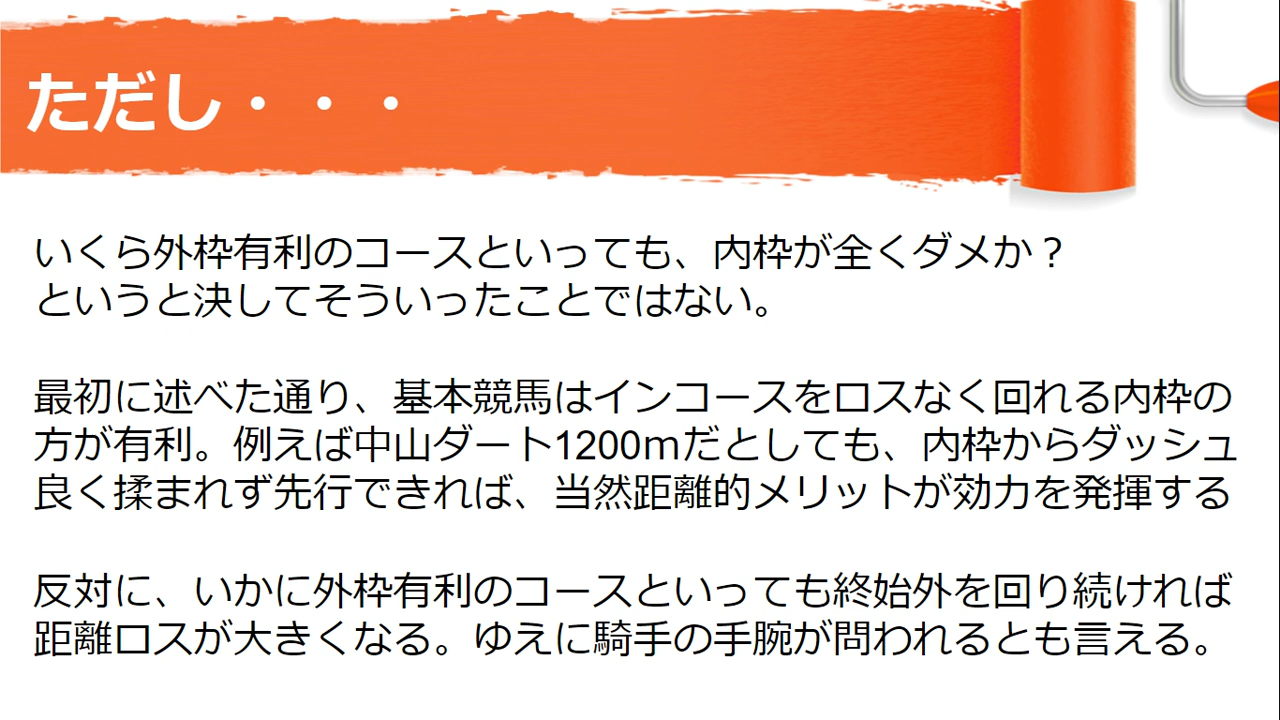 ただし・・・
いくら外枠有利のコースといっても、内枠が全くダメか？
というと決してそういったことではない。
最初に述べた通り、基本競馬はインコースをロスなく回れる内枠の
方が有利。例えば中山ダート1200mだとしても、内枠からダッシュ
良く揉まれず先行できれば、当然距離的メリットが効力を発揮する
反対に、いかに外枠有利のコースといっても終始外を回り続ければ
距離ロスが大きくなる。ゆえに騎手の手腕が問われるとも言える。